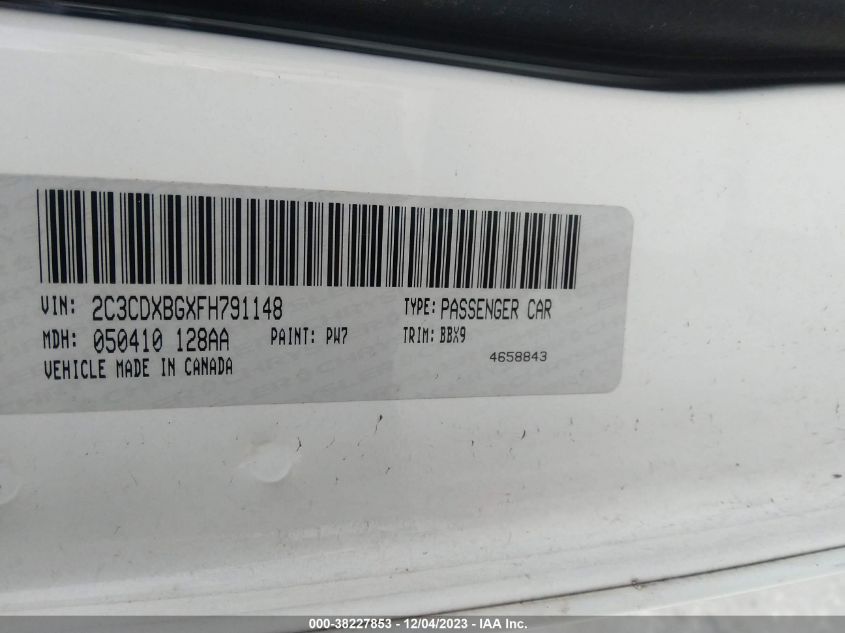 VIN: 2C3CDXBGXFH791148 TYPE: PASSENGER CAR
MDH: 050410 128AA PAINT: PW7 TRIM: BBX9
VEHICLE MADE IN CANADA 4658843
000-38227853 - 12/04/2023 - IAA Inc.